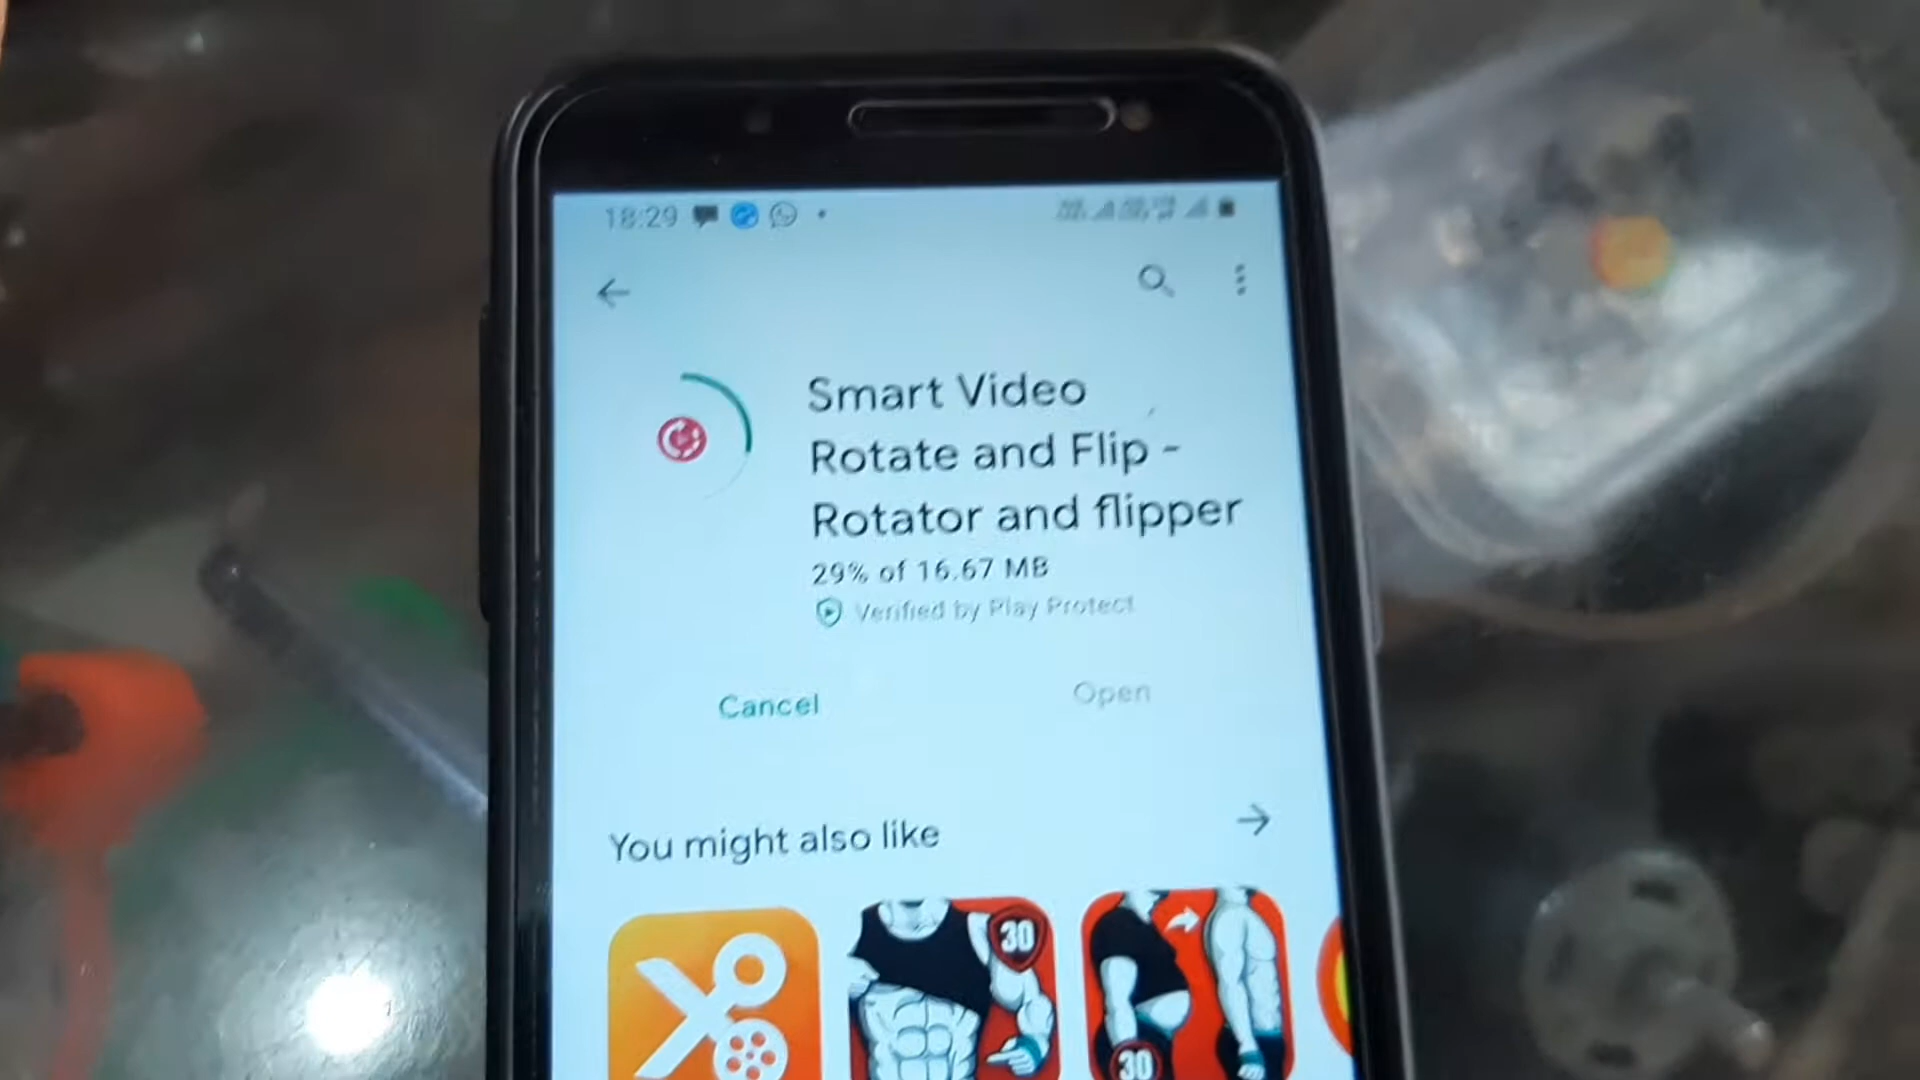 18:29
Smart Video
Rotate and Flip -
Rotator and flipper
29% of 16.67 MB
Verified by Play Protect
Cancel
Open
You might also like
30
30